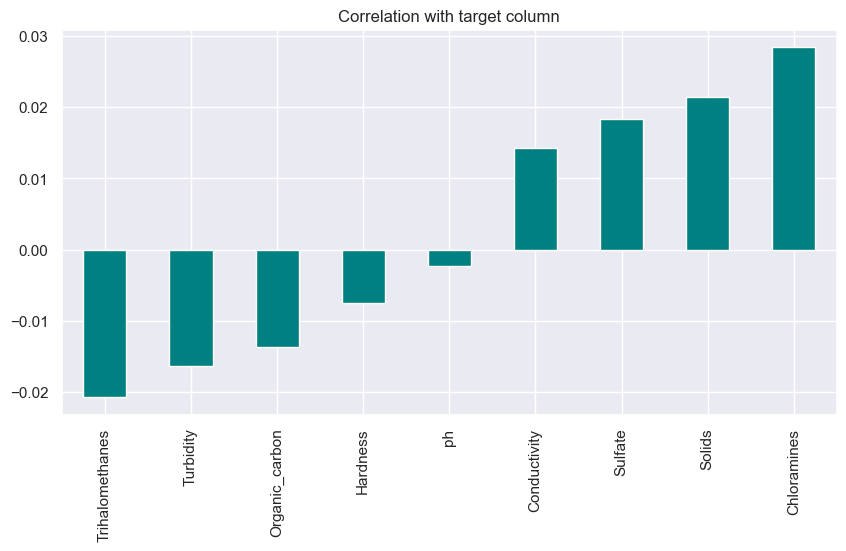 Correlation with target column
0.03
0.02
0.01
0.00
−0.01
−0.02
Trihalomethanes
Turbidity
Organic_carbon
Hardness
ph
Conductivity
Sulfate
Solids
Chloramines